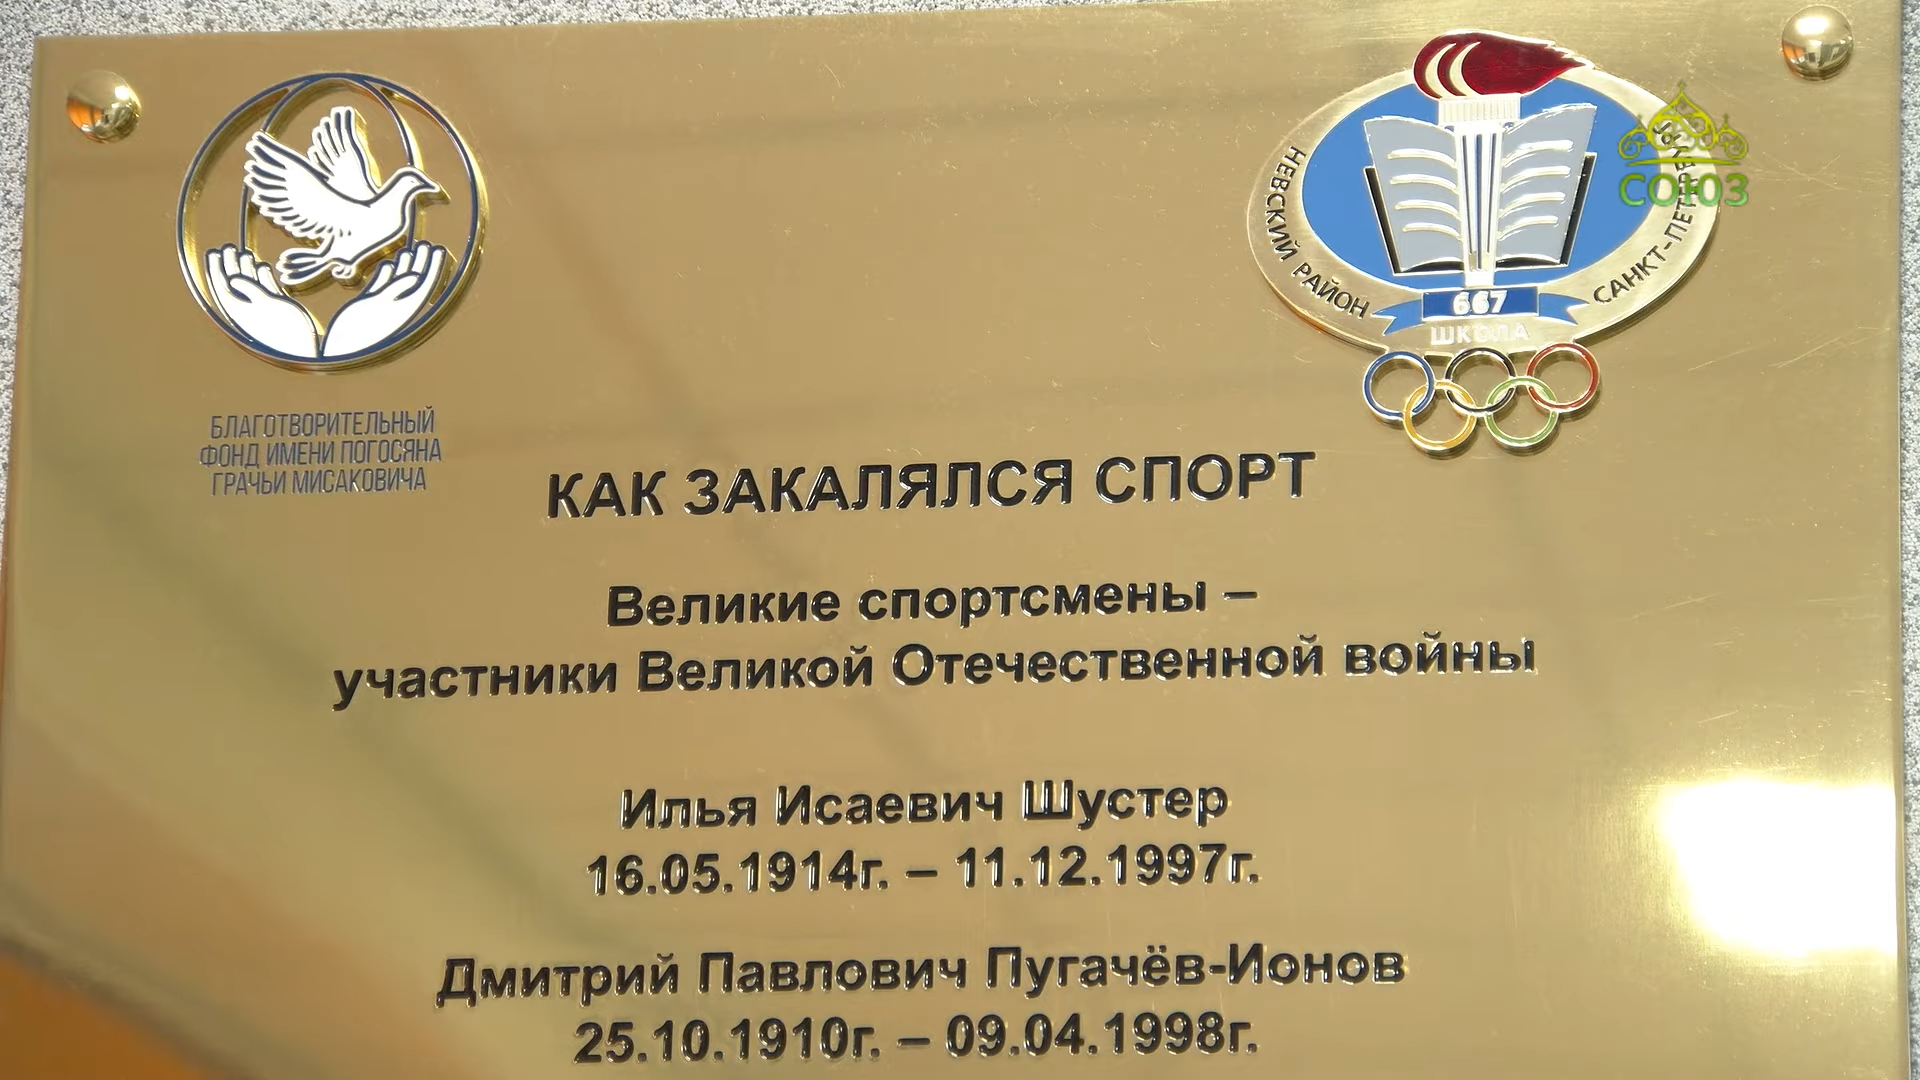 БЛАГОТВОРИТЕЛЬНЫЙ
ФОНД ИМЕНИ ПОГОСЯНА
ГРАЧЬИ МИСАКОВИЧА
НЕВСКИЙ РАЙОН
САНКТ-ПЕТЕРБУРГ
667
ШКОЛА
СОЮЗ
КАК ЗАКАЛЯЛСЯ СПОРТ
Великие спортсмены –
участники Великой Отечественной войны
Илья Исаевич Шустер
16.05.1914г. – 11.12.1997г.
Дмитрий Павлович Пугачёв-Ионов
25.10.1910г. – 09.04.1998г.